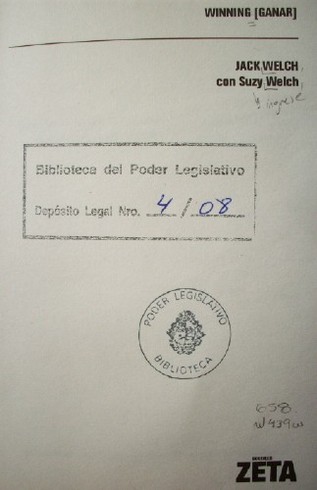 WINNING [GANAR]
JACK WELCH
con Suzy Welch
Biblioteca del Poder Legislativo
Depósito Legal Nro. 4 / 08
PODER LEGISLATIVO
BIBLIOTECA
658
ZETA